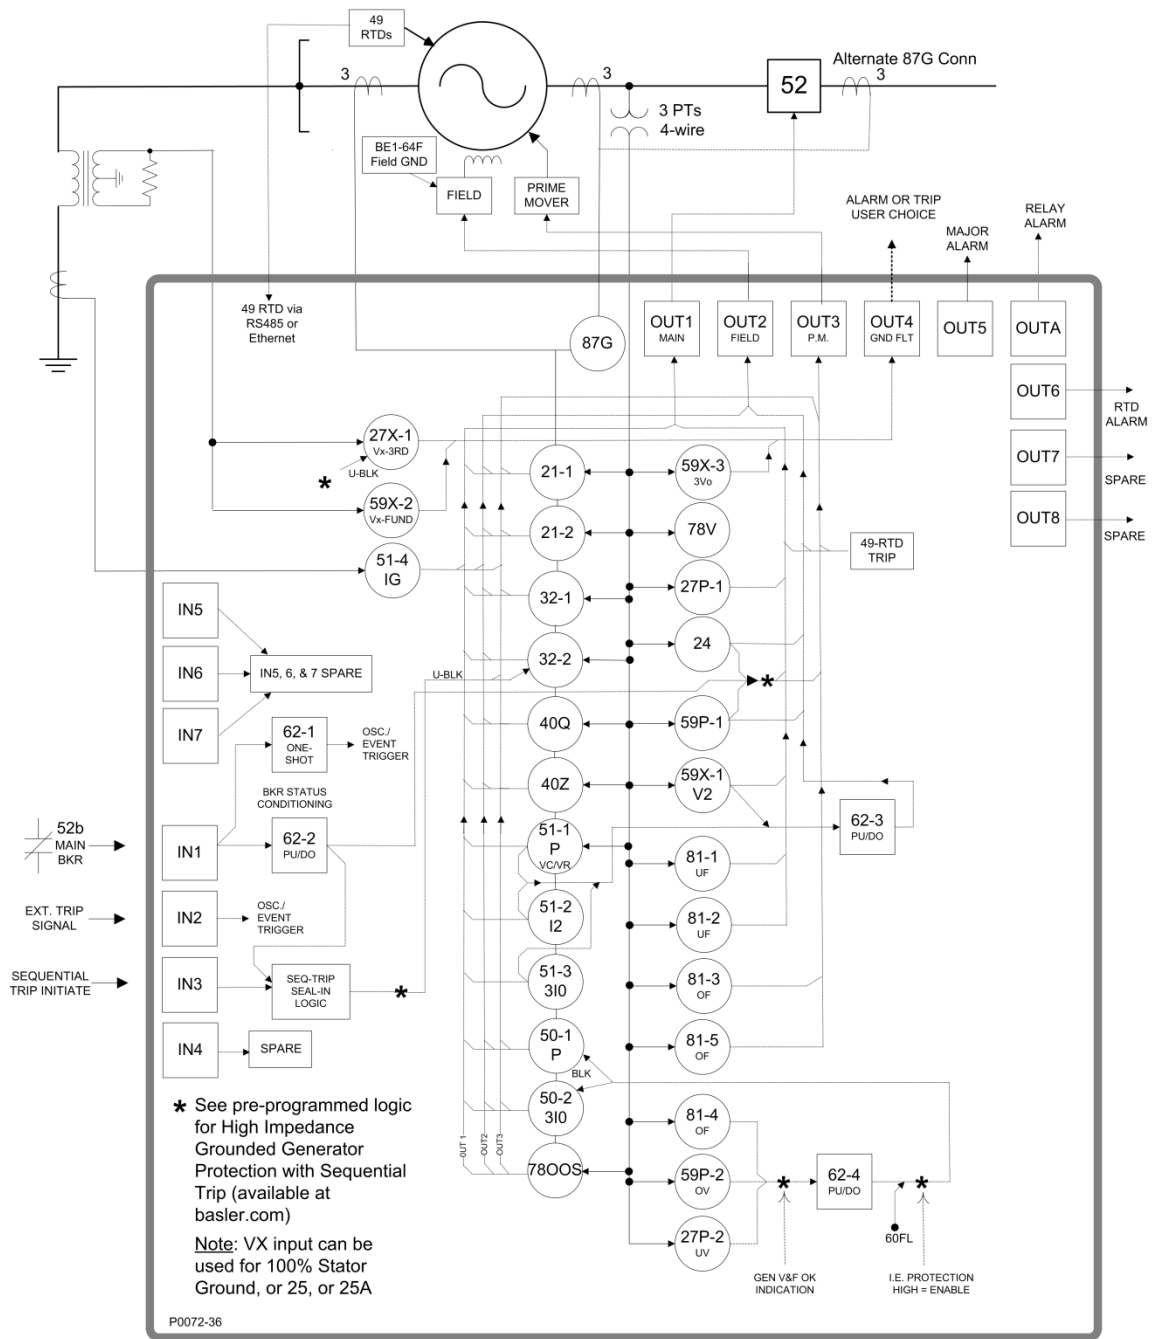 49
RTDs
3
3
52
Alternate 87G Conn
3
3 PTs
4-wire
BE1-64F
Field GND
FIELD
PRIME
MOVER
ALARM OR TRIP
USER CHOICE
MAJOR
ALARM
RELAY
ALARM
49 RTD via
RS485 or
Ethernet
87G
OUT1
MAIN
OUT2
FIELD
OUT3
P.M.
OUT4
GND FLT
OUT5
OUTA
OUT6
RTD
ALARM
OUT7
SPARE
OUT8
SPARE
27X-1
Vx-3RD
U-BLK
*
59X-2
Vx-FUND
51-4
IG
21-1
21-2
32-1
32-2
U-BLK
40Q
40Z
51-1
P
VC/VR
51-2
I2
51-3
3I0
50-1
P
BLK
50-2
3I0
78OOS
OUT 1
OUT2
OUT3
59X-3
3Vo
78V
27P-1
24
*
59P-1
59X-1
V2
81-1
UF
81-2
UF
81-3
OF
81-5
OF
81-4
OF
59P-2
OV
27P-2
UV
49-RTD
TRIP
62-3
PU/DO
*
62-4
PU/DO
*
60FL
GEN V&F OK
INDICATION
I.E. PROTECTION
HIGH = ENABLE
IN5
IN6
IN7
IN5, 6, & 7 SPARE
62-1
ONE-
SHOT
OSC./
EVENT
TRIGGER
BKR STATUS
CONDITIONING
52b
MAIN
BKR
IN1
62-2
PU/DO
EXT. TRIP
SIGNAL
IN2
OSC./
EVENT
TRIGGER
SEQUENTIAL
TRIP INITIATE
IN3
SEQ-TRIP
SEAL-IN
LOGIC
*
IN4
SPARE
* See pre-programmed logic
for High Impedance
Grounded Generator
Protection with Sequential
Trip (available at
basler.com)
Note: VX input can be
used for 100% Stator
Ground, or 25, or 25A
P0072-36